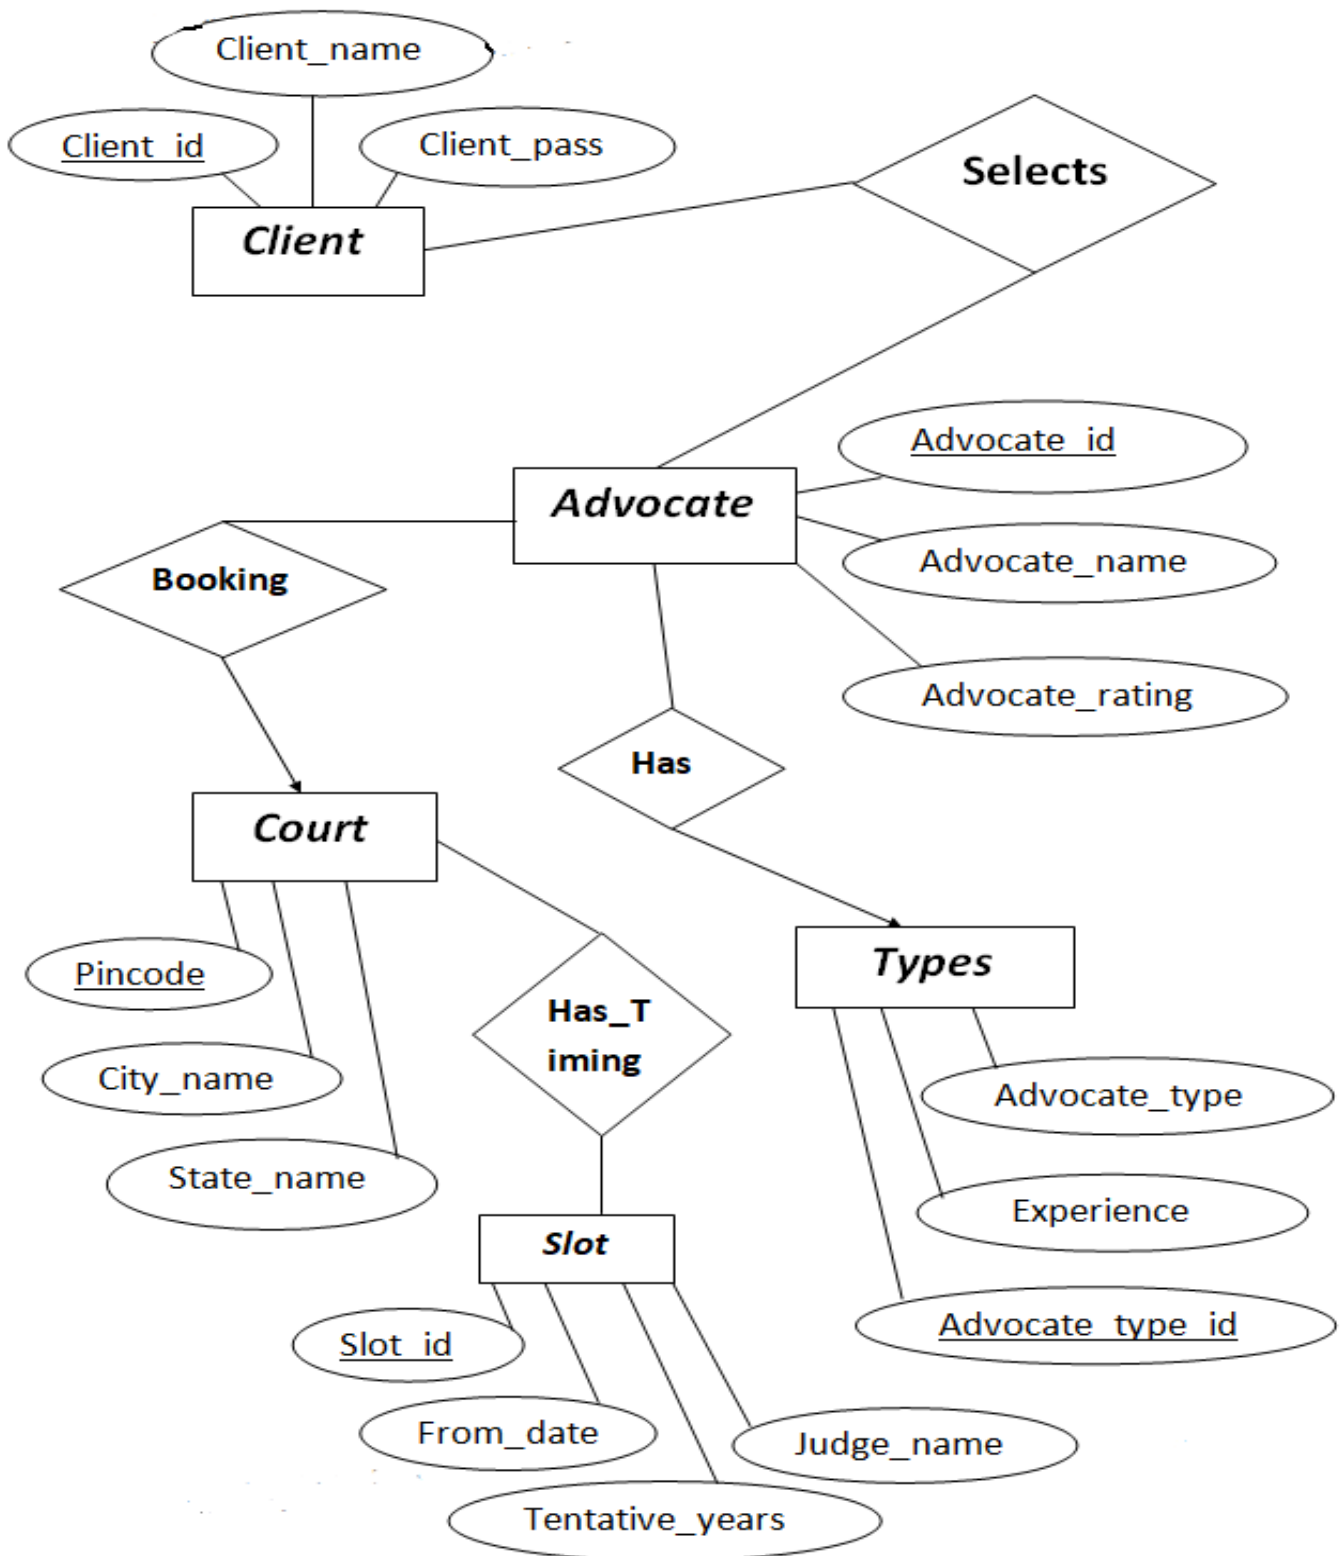 Client_name
Client_id
Client_pass
Selects
Client
Advocate_id
Advocate
Advocate_name
Booking
Advocate_rating
Has
Court
Types
Pincode
Has_T
iming
City_name
Advocate_type
State_name
Experience
Slot
Advocate_type_id
Slot_id
From_date
Judge_name
Tentative_years